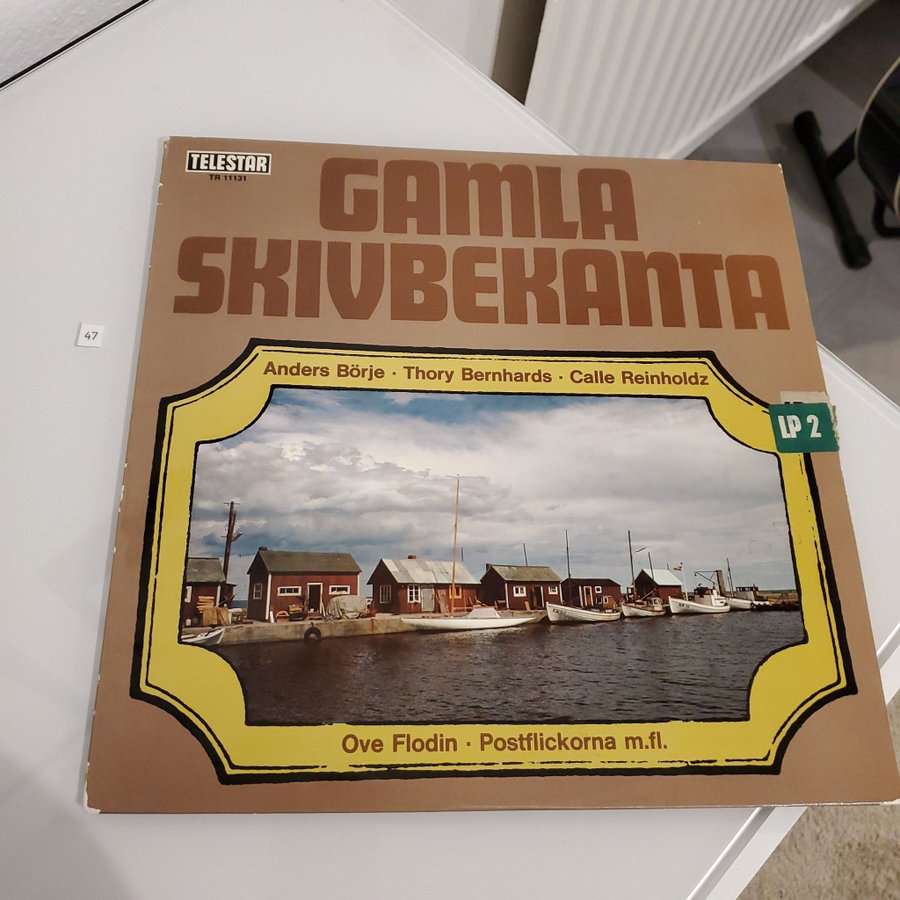 TELESTAR
TR 11131
GAMLA
SKIVBEKANTA
47
Anders Börje · Thory Bernhards · Calle Reinholdz
LP 2
Ove Flodin · Postflickorna m.fl.